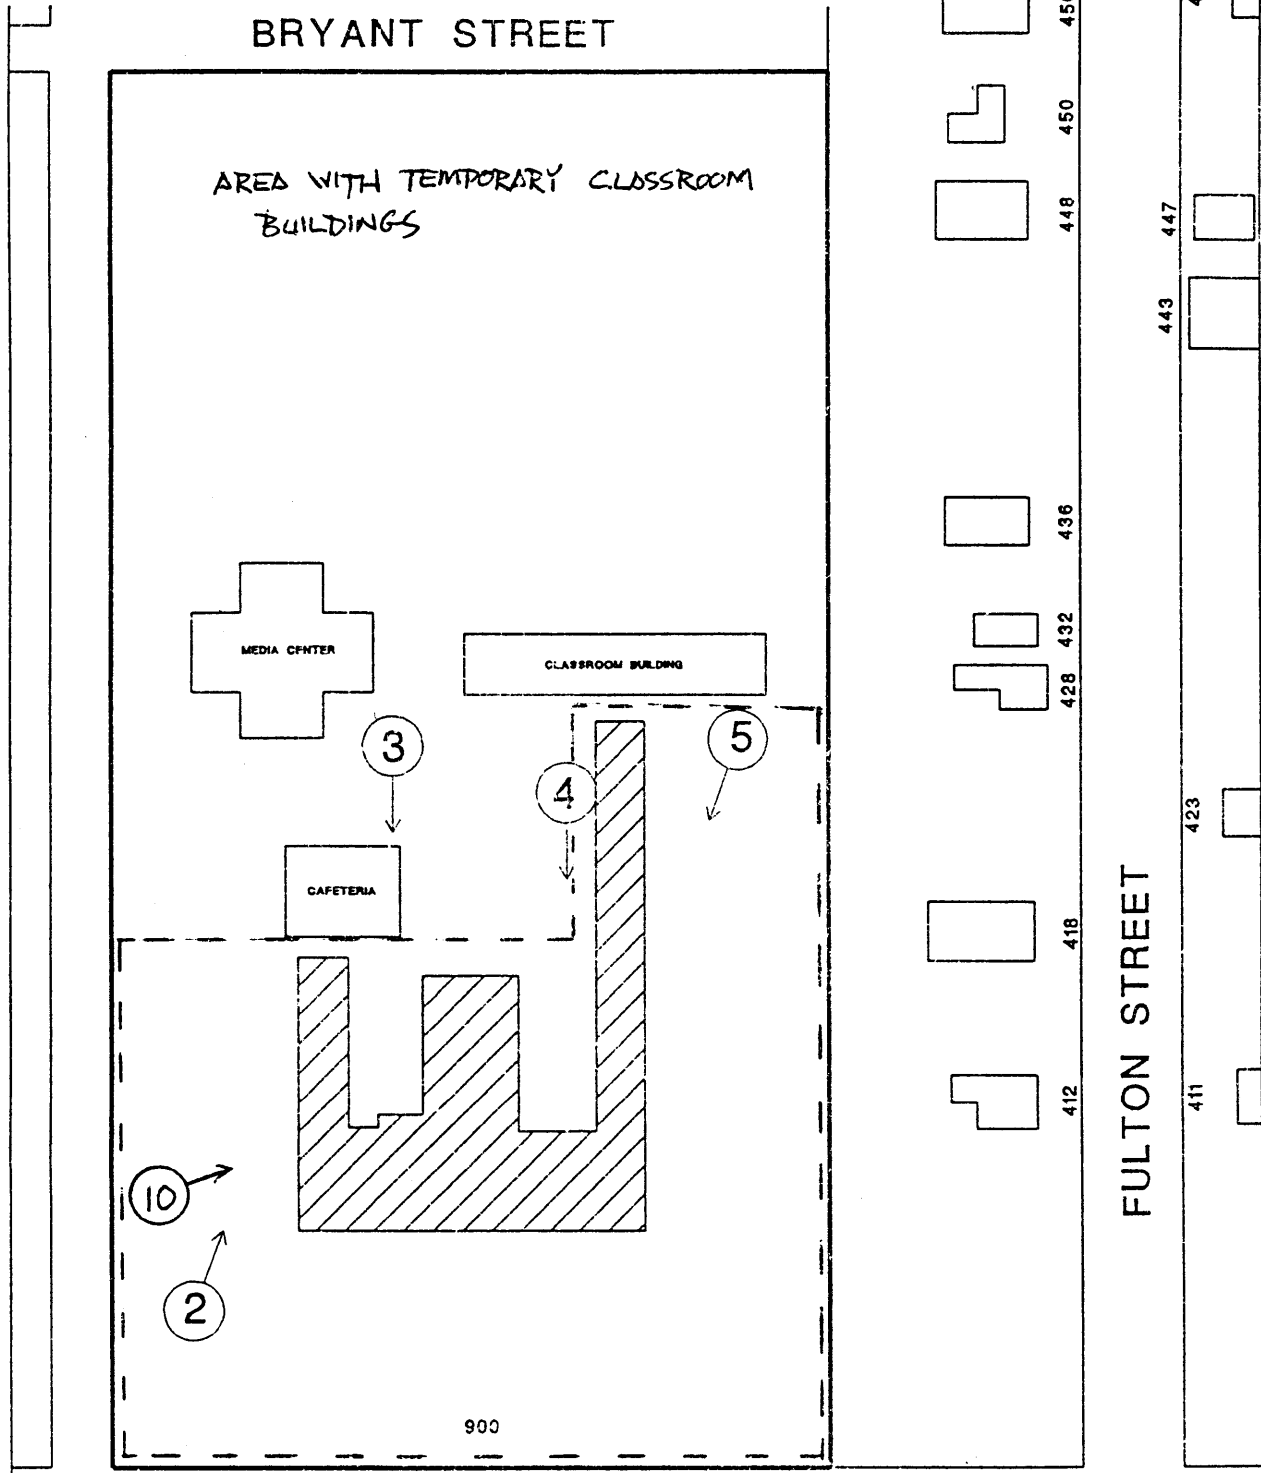 BRYANT STREET
AREA WITH TEMPORARY CLASSROOM
BUILDINGS
450
448
447
443
436
432
428
MEDIA CENTER
CLASSROOM BUILDING
3
4
5
423
CAFETERIA
418
412
411
FULTON STREET
10
2
900